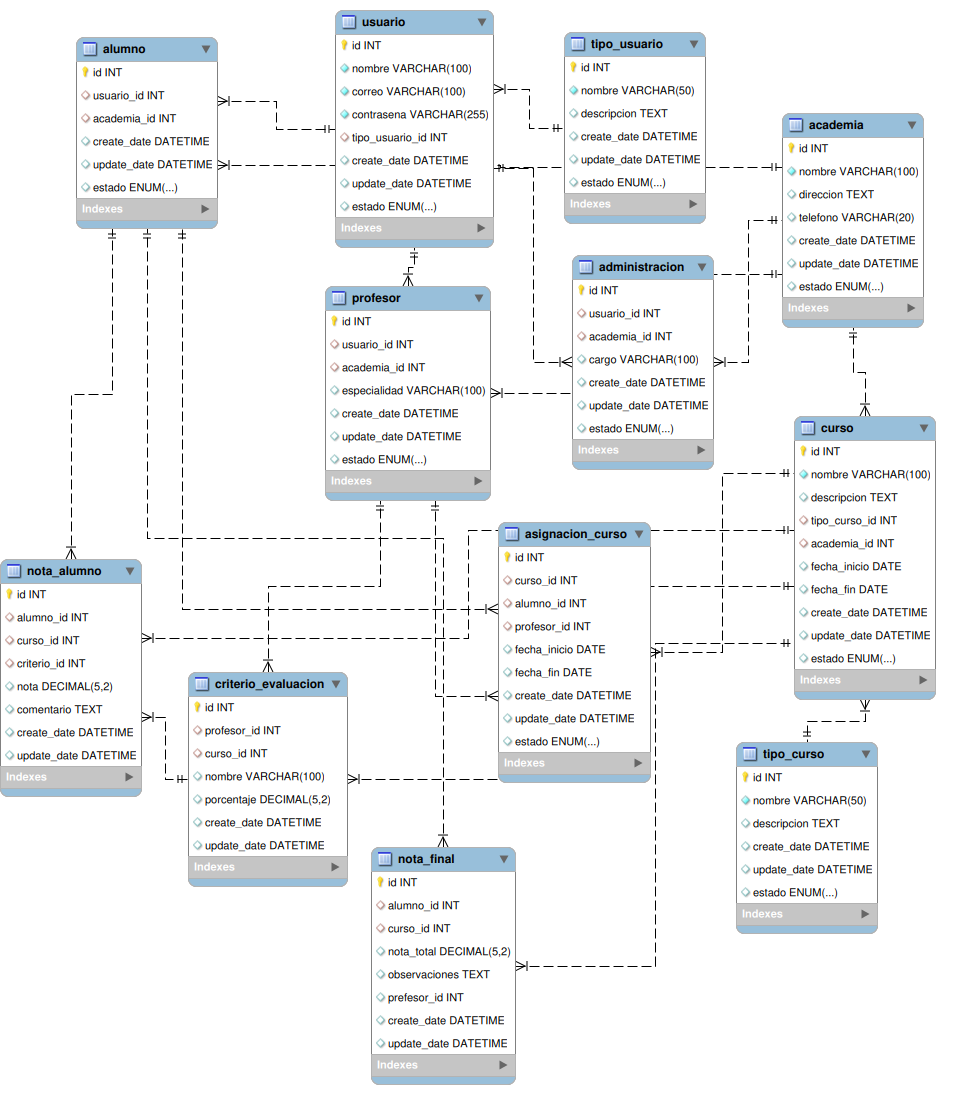 alumno
id INT
usuario_id INT
academia_id INT
create_date DATETIME
update_date DATETIME
estado ENUM(...)
Indexes
usuario
id INT
nombre VARCHAR(100)
correo VARCHAR(100)
contrasena VARCHAR(255)
tipo_usuario_id INT
create_date DATETIME
update_date DATETIME
estado ENUM(...)
Indexes
tipo_usuario
id INT
nombre VARCHAR(50)
descripcion TEXT
create_date DATETIME
update_date DATETIME
estado ENUM(...)
Indexes
academia
id INT
nombre VARCHAR(100)
direccion TEXT
telefono VARCHAR(20)
create_date DATETIME
update_date DATETIME
estado ENUM(...)
Indexes
profesor
id INT
usuario_id INT
academia_id INT
especialidad VARCHAR(100)
create_date DATETIME
update_date DATETIME
estado ENUM(...)
Indexes
administracion
id INT
usuario_id INT
academia_id INT
cargo VARCHAR(100)
create_date DATETIME
update_date DATETIME
estado ENUM(...)
Indexes
curso
id INT
nombre VARCHAR(100)
descripcion TEXT
tipo_curso_id INT
academia_id INT
fecha_inicio DATE
fecha_fin DATE
create_date DATETIME
update_date DATETIME
estado ENUM(...)
Indexes
nota_alumno
id INT
alumno_id INT
curso_id INT
criterio_id INT
nota DECIMAL(5,2)
comentario TEXT
create_date DATETIME
update_date DATETIME
Indexes
asignacion_curso
id INT
curso_id INT
alumno_id INT
profesor_id INT
fecha_inicio DATE
fecha_fin DATE
create_date DATETIME
update_date DATETIME
estado ENUM(...)
Indexes
criterio_evaluacion
id INT
profesor_id INT
curso_id INT
nombre VARCHAR(100)
porcentaje DECIMAL(5,2)
create_date DATETIME
update_date DATETIME
Indexes
tipo_curso
id INT
nombre VARCHAR(50)
descripcion TEXT
create_date DATETIME
update_date DATETIME
estado ENUM(...)
Indexes
nota_final
id INT
alumno_id INT
curso_id INT
nota_total DECIMAL(5,2)
observaciones TEXT
prefesor_id INT
create_date DATETIME
update_date DATETIME
Indexes